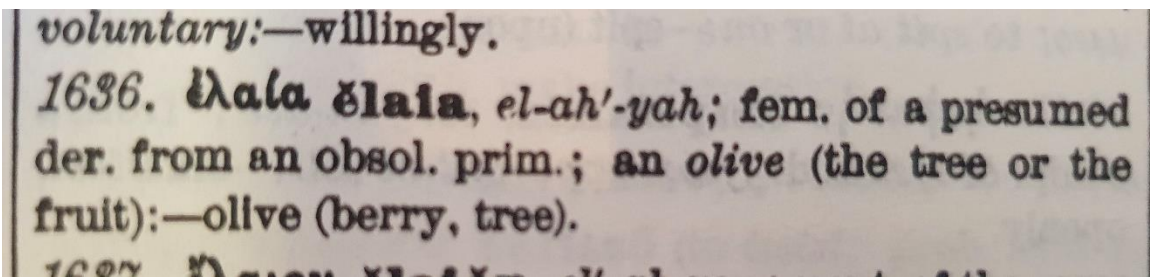 voluntary:—willingly.
1636. ἐλαία ĕlaia, el-ah'-yah; fem. of a presumed
der. from an obsol. prim.; an olive (the tree or the
fruit):—olive (berry, tree).